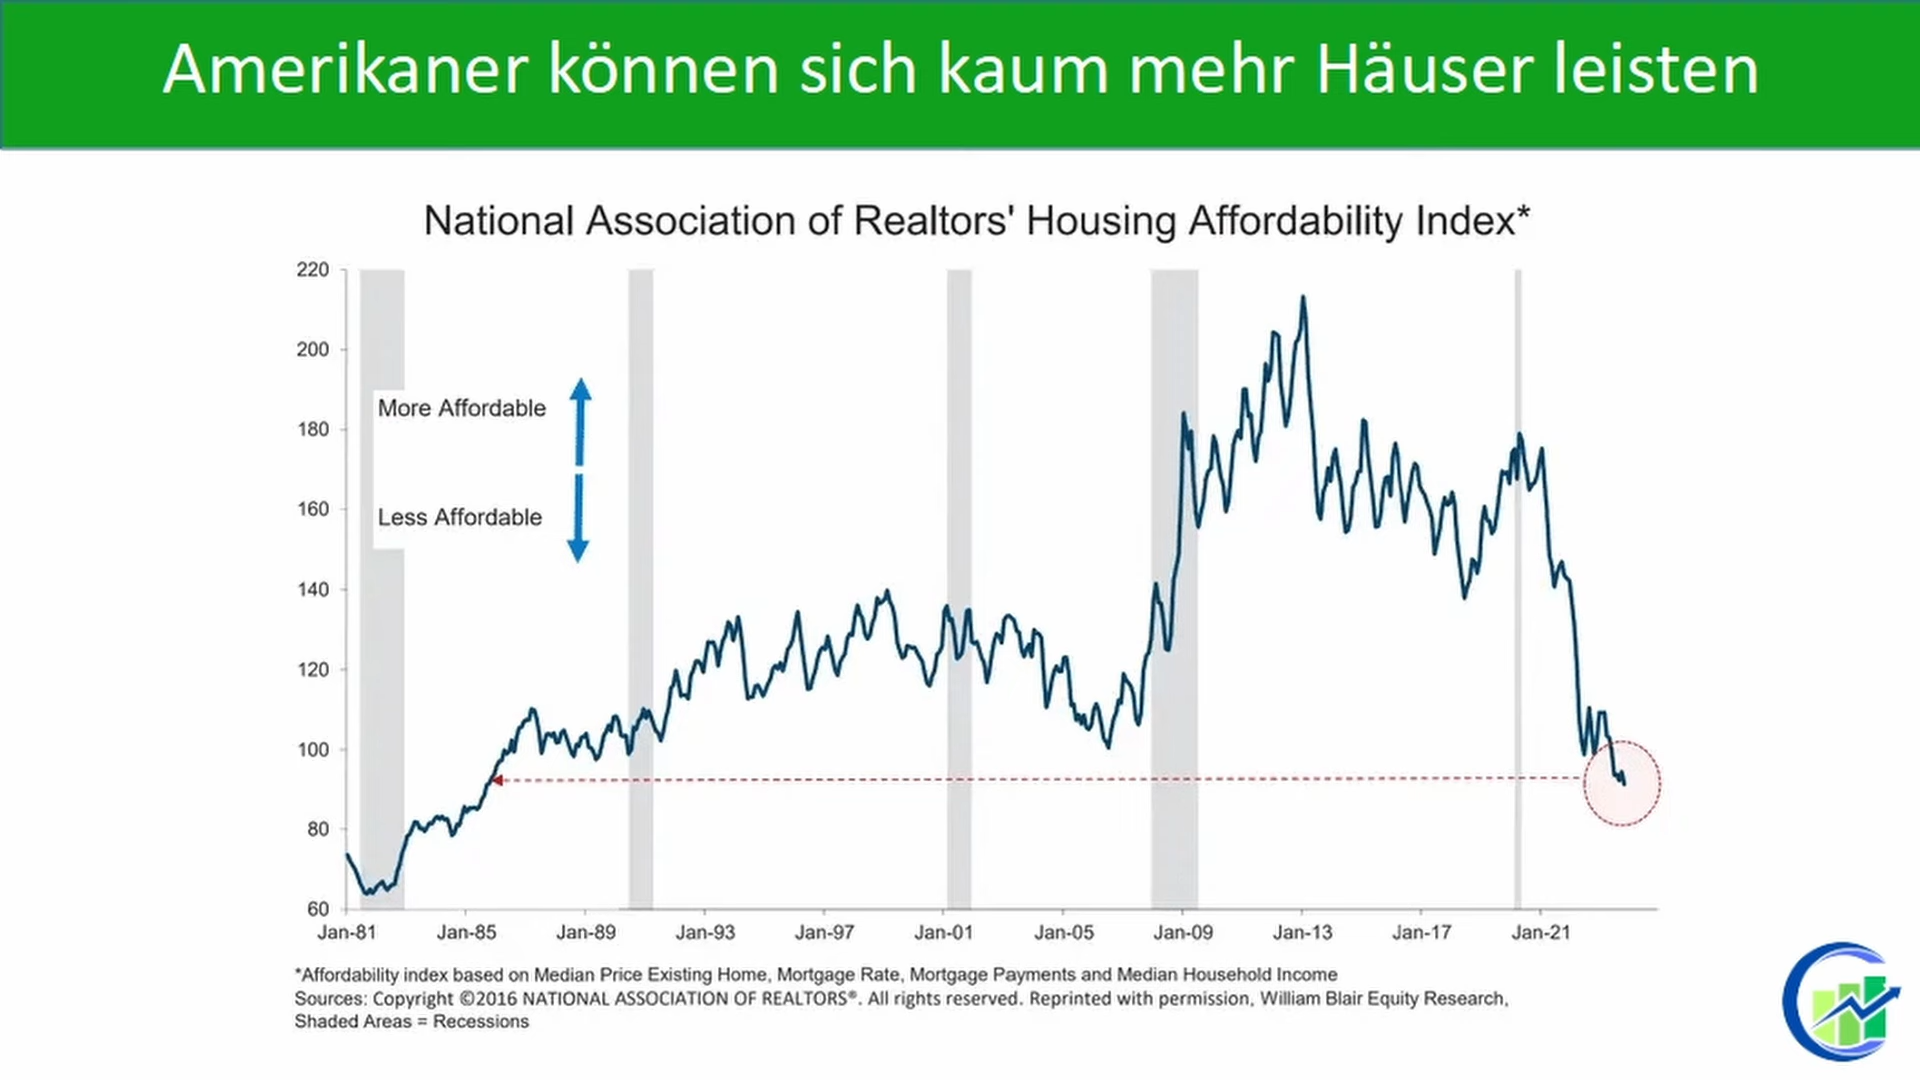 Amerikaner können sich kaum mehr Häuser leisten
National Association of Realtors' Housing Affordability Index*
220
200
180
160
140
120
100
80
60
More Affordable
Less Affordable
Jan-81 Jan-85 Jan-89 Jan-93 Jan-97 Jan-01 Jan-05 Jan-09 Jan-13 Jan-17 Jan-21
*Affordability index based on Median Price Existing Home, Mortgage Rate, Mortgage Payments and Median Household Income
Sources: Copyright ©2016 NATIONAL ASSOCIATION OF REALTORS®. All rights reserved. Reprinted with permission, William Blair Equity Research,
Shaded Areas = Recessions